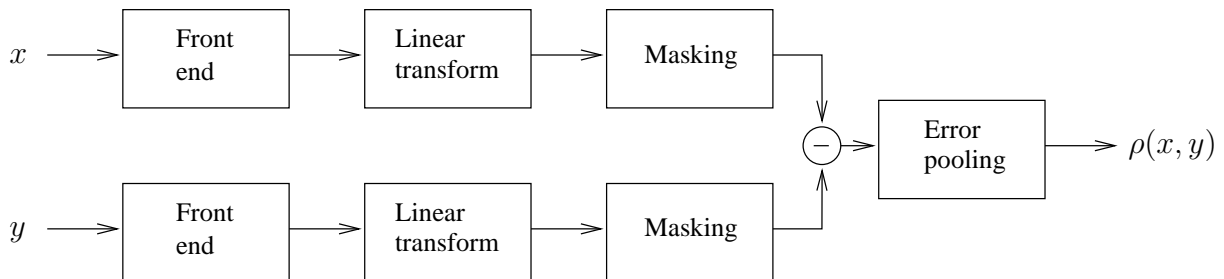 x
Front
end
Linear
transform
Masking
−
Error
pooling
ρ(x, y)
y
Front
end
Linear
transform
Masking